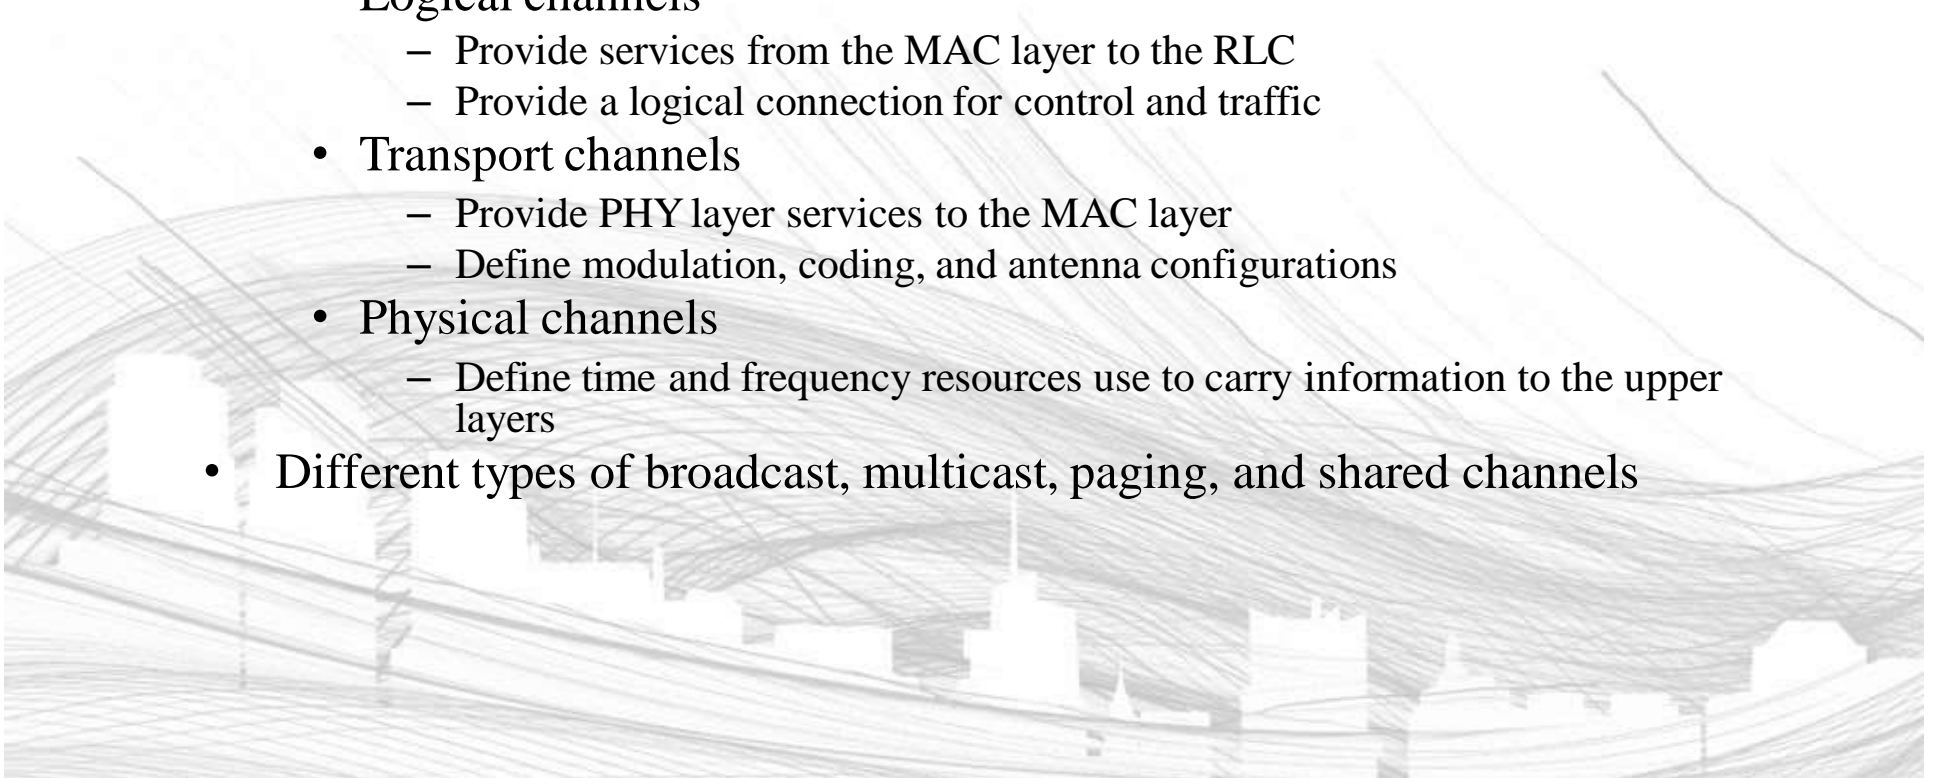 Logical channels
– Provide services from the MAC layer to the RLC
– Provide a logical connection for control and traffic
• Transport channels
– Provide PHY layer services to the MAC layer
– Define modulation, coding, and antenna configurations
• Physical channels
– Define time and frequency resources use to carry information to the upper
layers
• Different types of broadcast, multicast, paging, and shared channels